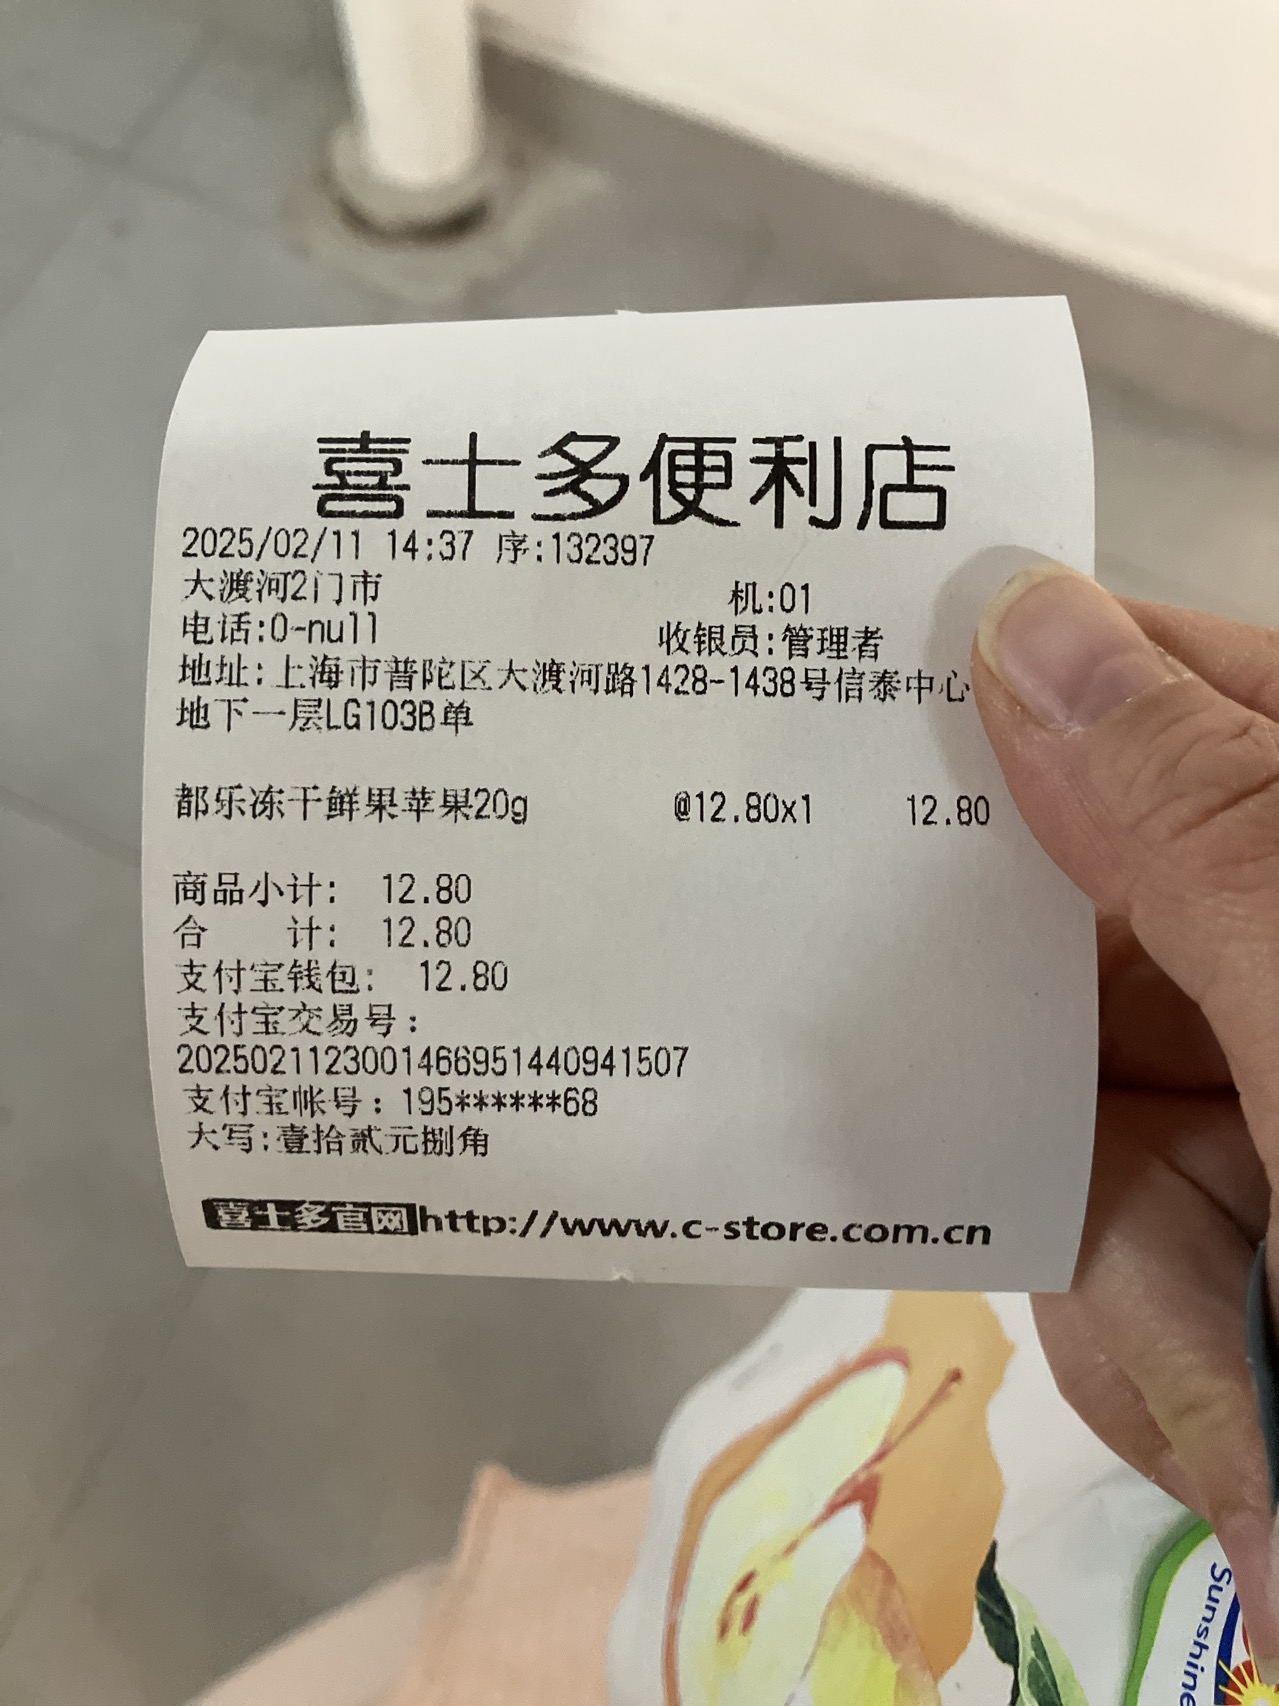 喜士多便利店
2025/02/11 14:37 序:132397
大渡河2门市 机:01
电话:0-null 收银员:管理者
地址:上海市普陀区大渡河路1428-1438号信泰中心
地下一层LG103B单
都乐冻干鲜果苹果20g @12.80x1 12.80
商品小计: 12.80
合 计: 12.80
支付宝钱包: 12.80
支付宝交易号:
2025021123001466951440941507
支付宝帐号:195******68
大写:壹拾贰元捌角
喜士多官网http://www.c-store.com.cn
Sunshine